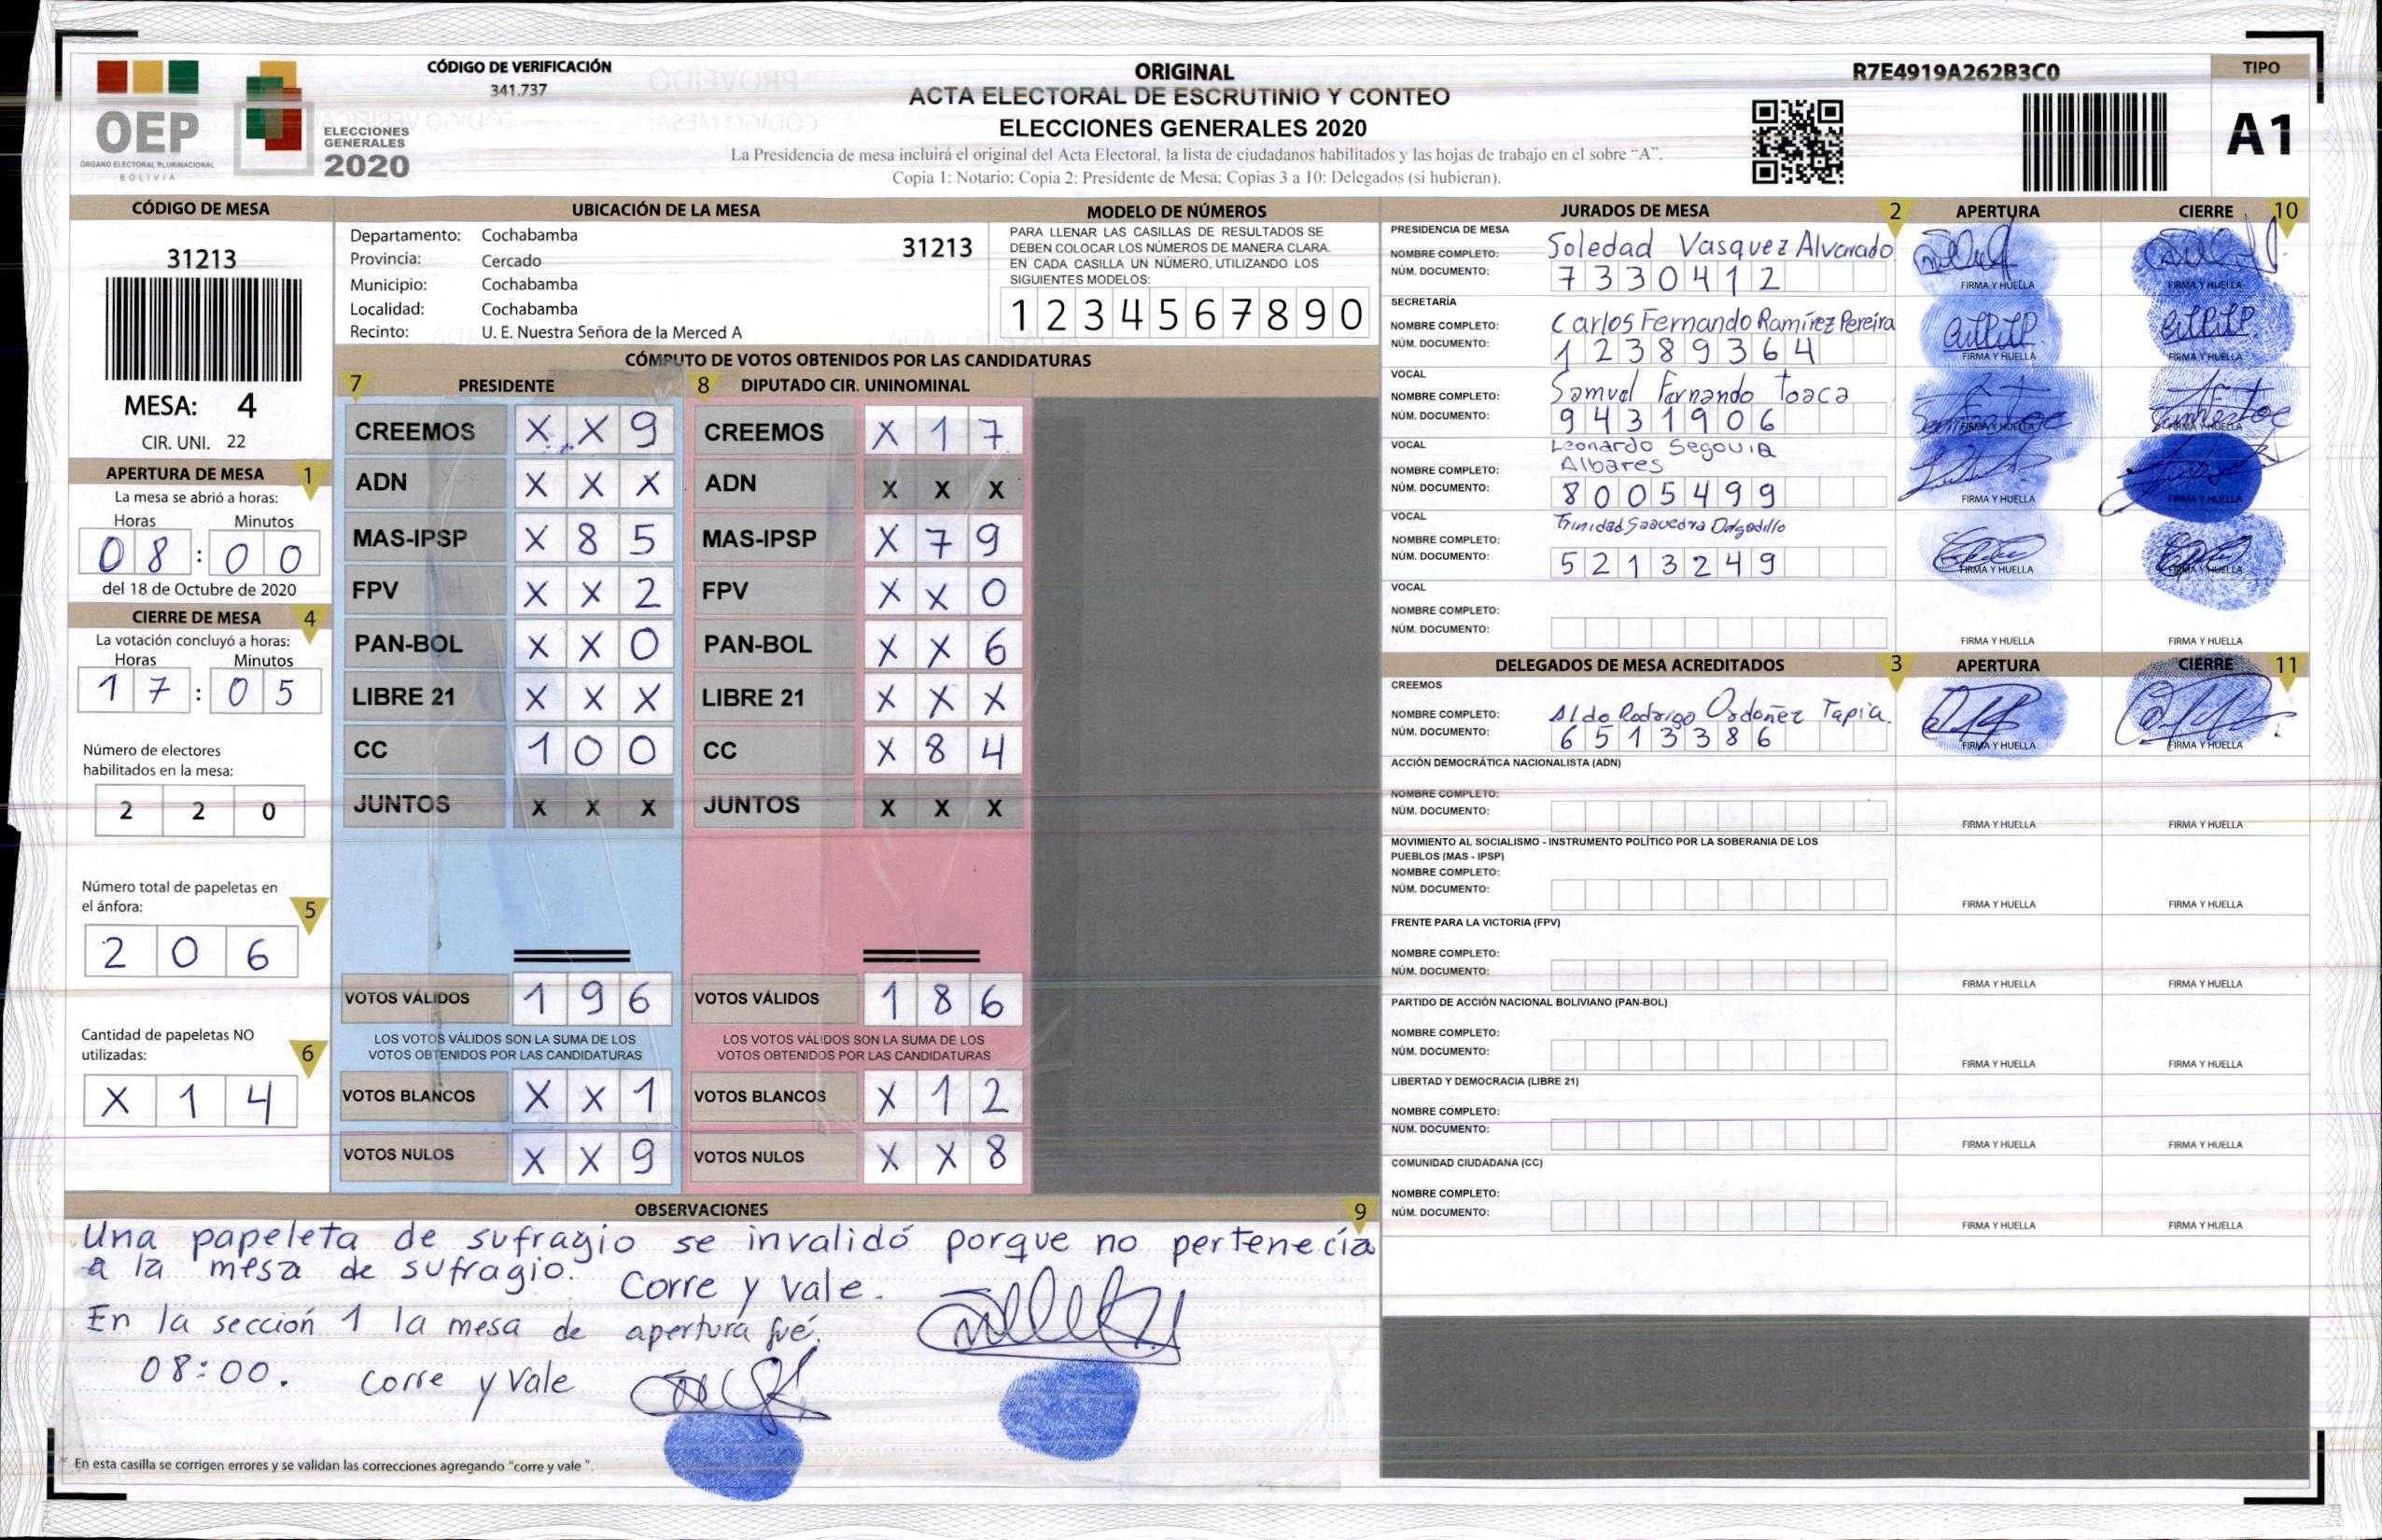 CÓDIGO DE VERIFICACIÓN
341.737
OEP
ÓRGANO ELECTORAL PLURINACIONAL
BOLIVIA
ELECCIONES
GENERALES
2020
ORIGINAL
ACTA ELECTORAL DE ESCRUTINIO Y CONTEO
ELECCIONES GENERALES 2020
La Presidencia de mesa incluirá el original del Acta Electoral, la lista de ciudadanos habilitados y las hojas de trabajo en el sobre "A".
Copia 1: Notario; Copia 2: Presidente de Mesa; Copias 3 a 10: Delegados (si hubieran).
R7E4919A262B3C0
TIPO
A1
CÓDIGO DE MESA
31213
MESA: 4
CIR. UNI. 22
APERTURA DE MESA 1
La mesa se abrió a horas:
Horas Minutos
08:00
del 18 de Octubre de 2020
CIERRE DE MESA 4
La votación concluyó a horas:
Horas Minutos
17:05
Número de electores
habilitados en la mesa:
220
Número total de papeletas en
el ánfora: 5
206
Cantidad de papeletas NO
utilizadas: 6
X14
UBICACIÓN DE LA MESA
Departamento: Cochabamba
31213
Provincia: Cercado
Municipio: Cochabamba
Localidad: Cochabamba
Recinto: U. E. Nuestra Señora de la Merced A
MODELO DE NÚMEROS
PARA LLENAR LAS CASILLAS DE RESULTADOS SE
DEBEN COLOCAR LOS NÚMEROS DE MANERA CLARA.
EN CADA CASILLA UN NÚMERO, UTILIZANDO LOS
SIGUIENTES MODELOS:
1234567890
CÓMPUTO DE VOTOS OBTENIDOS POR LAS CANDIDATURAS
7 PRESIDENTE 8 DIPUTADO CIR. UNINOMINAL
CREEMOS X X 9 CREEMOS X 1 7
ADN X X X ADN X X X
MAS-IPSP X 8 5 MAS-IPSP X 7 9
FPV X X 2 FPV X X 0
PAN-BOL X X 0 PAN-BOL X X 6
LIBRE 21 X X X LIBRE 21 X X X
CC 1 0 0 CC X 8 4
JUNTOS X X X JUNTOS X X X
VOTOS VÁLIDOS 1 9 6 VOTOS VÁLIDOS 1 8 6
LOS VOTOS VÁLIDOS SON LA SUMA DE LOS LOS VOTOS VÁLIDOS SON LA SUMA DE LOS
VOTOS OBTENIDOS POR LAS CANDIDATURAS VOTOS OBTENIDOS POR LAS CANDIDATURAS
VOTOS BLANCOS X X 1 VOTOS BLANCOS X 1 2
VOTOS NULOS X X 9 VOTOS NULOS X X 8
OBSERVACIONES 9
Una papeleta de sufragio se invalidó porque no pertenecía
a la mesa de sufragio. Corre y vale.
En la sección 1 la mesa de apertura fué.
08:00. corre y vale
En esta casilla se corrigen errores y se validan las correcciones agregando "corre y vale".
JURADOS DE MESA 2 APERTURA CIERRE 10
PRESIDENCIA DE MESA
NOMBRE COMPLETO: Soledad Vasquez Alvarado
NÚM. DOCUMENTO: 7330412
FIRMA Y HUELLA FIRMA Y HUELLA
SECRETARÍA
NOMBRE COMPLETO: Carlos Fernando Ramírez Pereira
NÚM. DOCUMENTO: 12389364
FIRMA Y HUELLA FIRMA Y HUELLA
VOCAL
NOMBRE COMPLETO: Samuel Fernando Toaca
NÚM. DOCUMENTO: 9431906
FIRMA Y HUELLA FIRMA Y HUELLA
VOCAL
Leonardo Segovia
NOMBRE COMPLETO: Albares
NÚM. DOCUMENTO: 8005499
FIRMA Y HUELLA FIRMA Y HUELLA
VOCAL
NOMBRE COMPLETO: Trinidad Saavedra Delgadillo
NÚM. DOCUMENTO: 5213249
FIRMA Y HUELLA FIRMA Y HUELLA
VOCAL
NOMBRE COMPLETO:
NÚM. DOCUMENTO:
FIRMA Y HUELLA FIRMA Y HUELLA
DELEGADOS DE MESA ACREDITADOS 3 APERTURA CIERRE 11
CREEMOS
NOMBRE COMPLETO: Aldo Rodrigo Ordoñez Tapia.
NÚM. DOCUMENTO: 6513386
FIRMA Y HUELLA FIRMA Y HUELLA
ACCIÓN DEMOCRÁTICA NACIONALISTA (ADN)
NOMBRE COMPLETO:
NÚM. DOCUMENTO:
FIRMA Y HUELLA FIRMA Y HUELLA
MOVIMIENTO AL SOCIALISMO - INSTRUMENTO POLÍTICO POR LA SOBERANIA DE LOS
PUEBLOS (MAS - IPSP)
NOMBRE COMPLETO:
NÚM. DOCUMENTO:
FIRMA Y HUELLA FIRMA Y HUELLA
FRENTE PARA LA VICTORIA (FPV)
NOMBRE COMPLETO:
NÚM. DOCUMENTO:
FIRMA Y HUELLA FIRMA Y HUELLA
PARTIDO DE ACCIÓN NACIONAL BOLIVIANO (PAN-BOL)
NOMBRE COMPLETO:
NÚM. DOCUMENTO:
FIRMA Y HUELLA FIRMA Y HUELLA
LIBERTAD Y DEMOCRACIA (LIBRE 21)
NOMBRE COMPLETO:
NÚM. DOCUMENTO:
FIRMA Y HUELLA FIRMA Y HUELLA
COMUNIDAD CIUDADANA (CC)
NOMBRE COMPLETO:
NÚM. DOCUMENTO:
FIRMA Y HUELLA FIRMA Y HUELLA